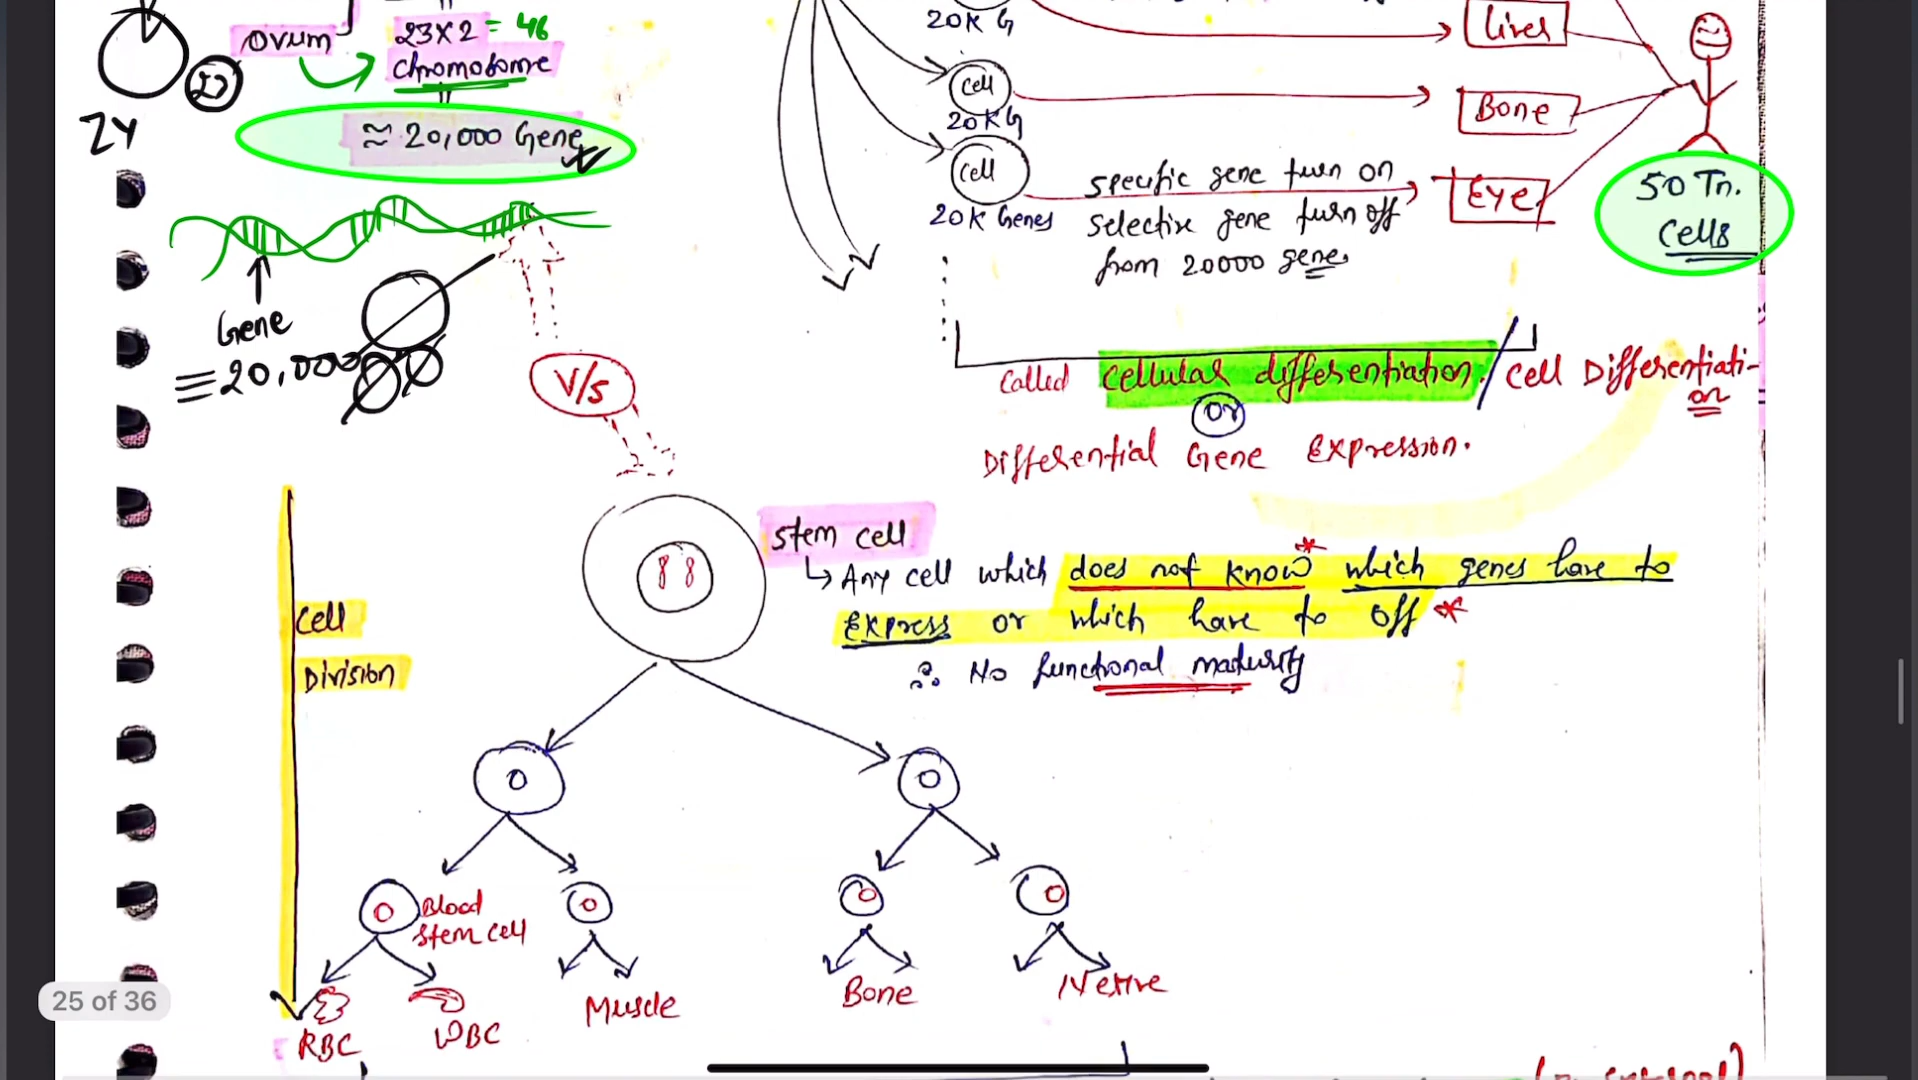 ovum
23
23X2 = 46
chromosome
≈ 20,000 Gene
Gene
≡ 20,000
V/s
20K G
Cell
20K G
Cell
20K Genes
specific gene turn on
selective gene turn off
from 20000 gene.
Liver
Bone
Eye
50 Tn.
Cells
Called Cellular differentiation. / Cell Differentiati-
on
or
Differential Gene Expression.
Stem cell
↳ Any cell which does not know* which genes have to
Express or which have to off *
∴ No functional maturity
Cell
Division
Blood
Stem cell
RBC
WBC
Muscle
Bone
Nerve
25 of 36